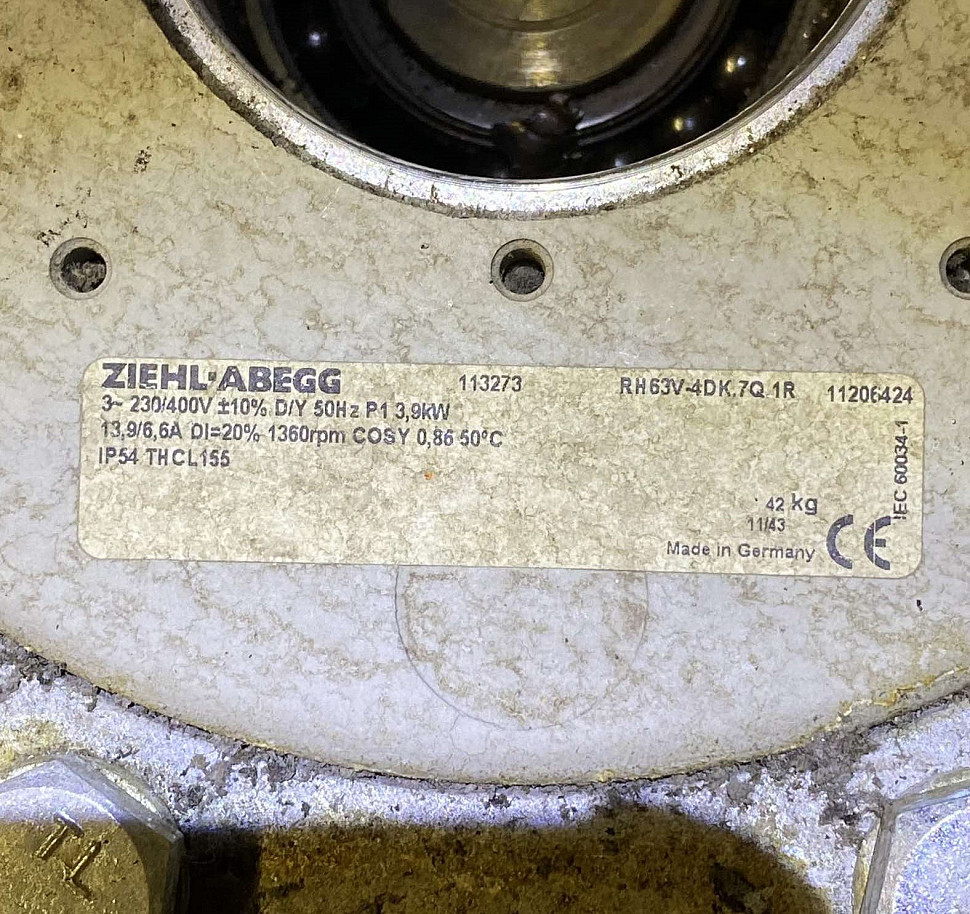 ZIEHL-ABEGG 113273 RH63V-4DK.7Q.1R 11206424
3~ 230/400V ±10% D/Y 50Hz P1 3,9kW
13,9/6,6A DI=20% 1360rpm COSY 0,86 50°C
IP54 THCL155
IEC 60034-1
42 kg
11/43
Made in Germany CE